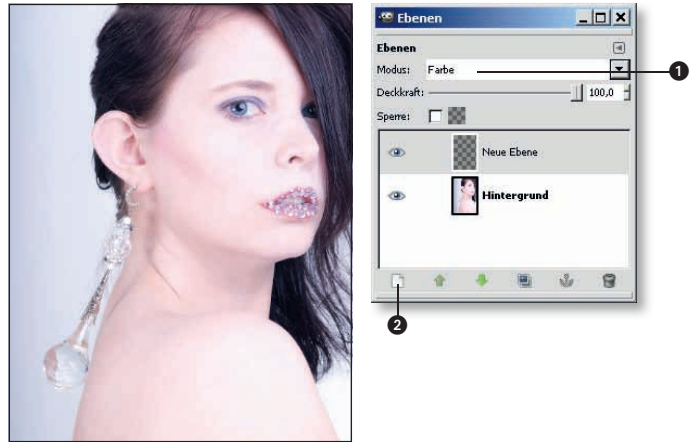 Ebenen
Ebenen
Modus: Farbe
1
Deckkraft: 100,0
Sperre:
Neue Ebene
Hintergrund
2